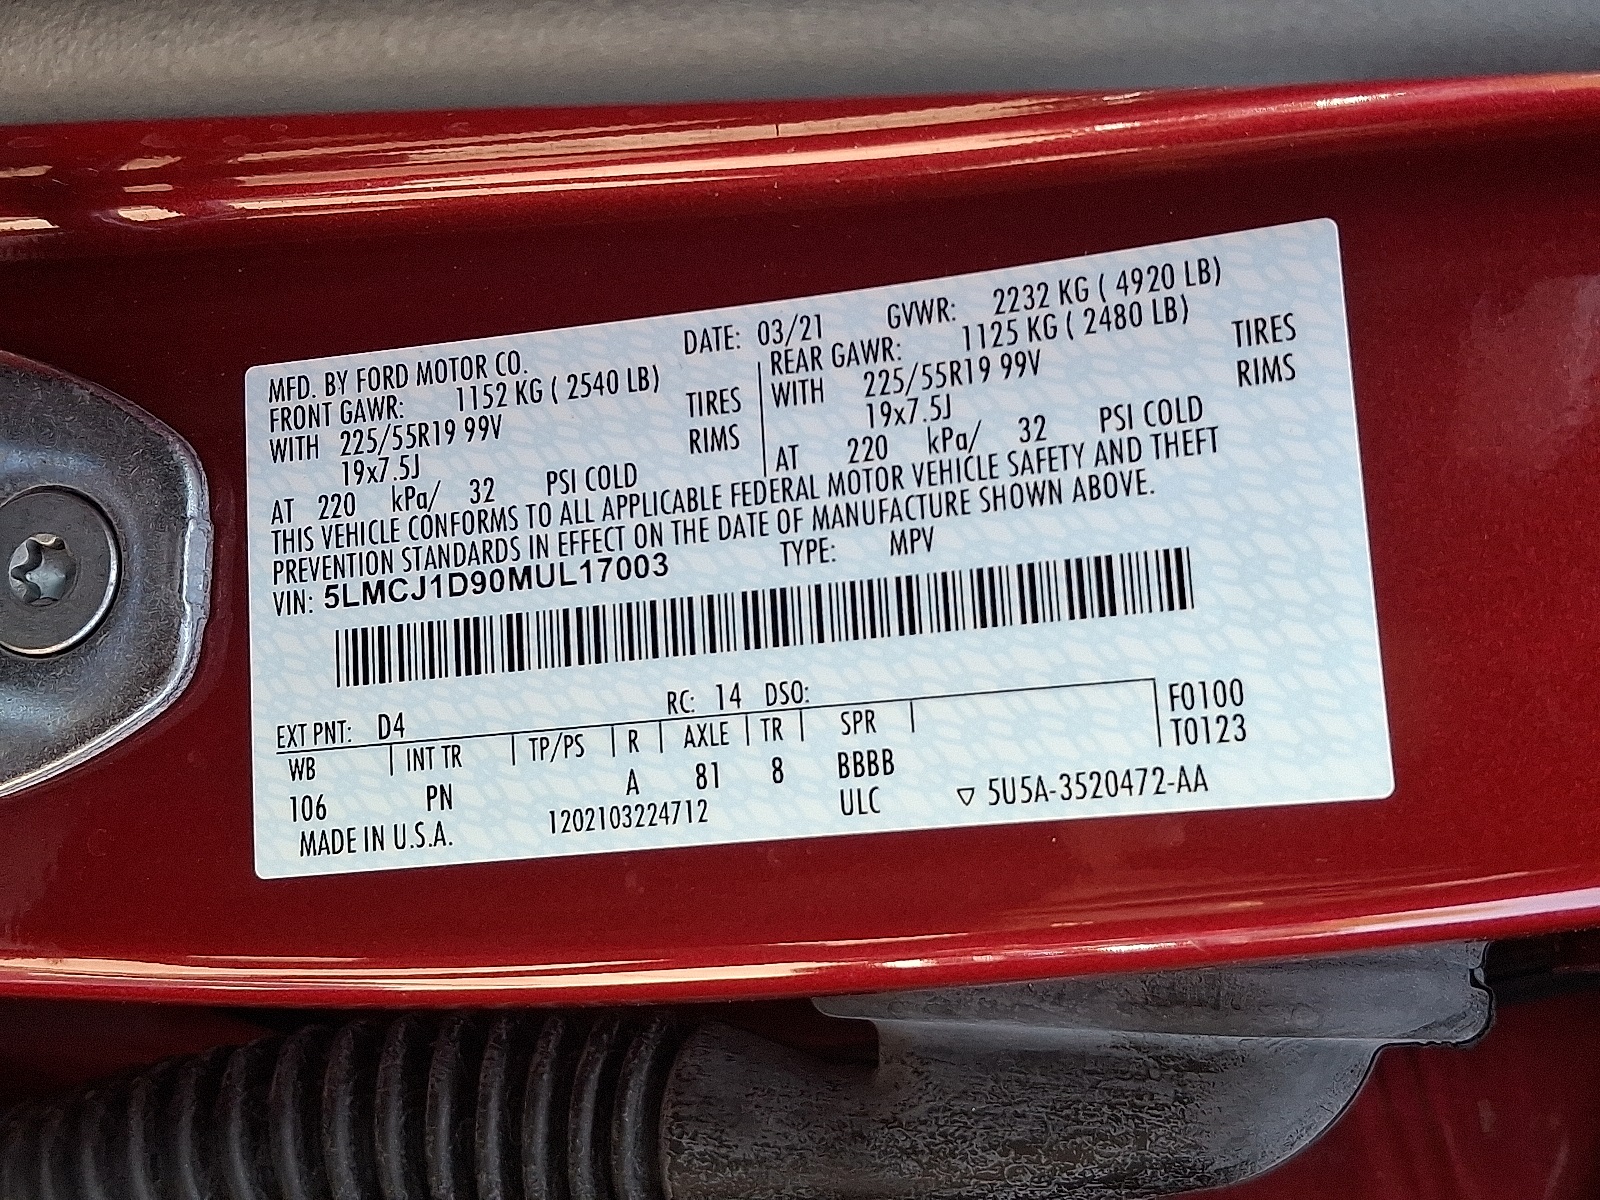 MFD. BY FORD MOTOR CO. DATE: 03/21 GVWR: 2232 KG ( 4920 LB)
FRONT GAWR: 1152 KG ( 2540 LB) REAR GAWR: 1125 KG ( 2480 LB)
WITH 225/55R19 99V TIRES WITH 225/55R19 99V TIRES
19x7.5J RIMS 19x7.5J RIMS
AT 220 kPa/ 32 PSI COLD AT 220 kPa/ 32 PSI COLD
THIS VEHICLE CONFORMS TO ALL APPLICABLE FEDERAL MOTOR VEHICLE SAFETY AND THEFT
PREVENTION STANDARDS IN EFFECT ON THE DATE OF MANUFACTURE SHOWN ABOVE.
VIN: 5LMCJ1D90MUL17003 TYPE: MPV
EXT PNT: D4 RC: 14 DSO: F0100
WB INT TR TP/PS R AXLE TR SPR T0123
106 PN A 81 8 BBBB
MADE IN U.S.A. 1202103224712 ULC ▽ 5U5A-3520472-AA